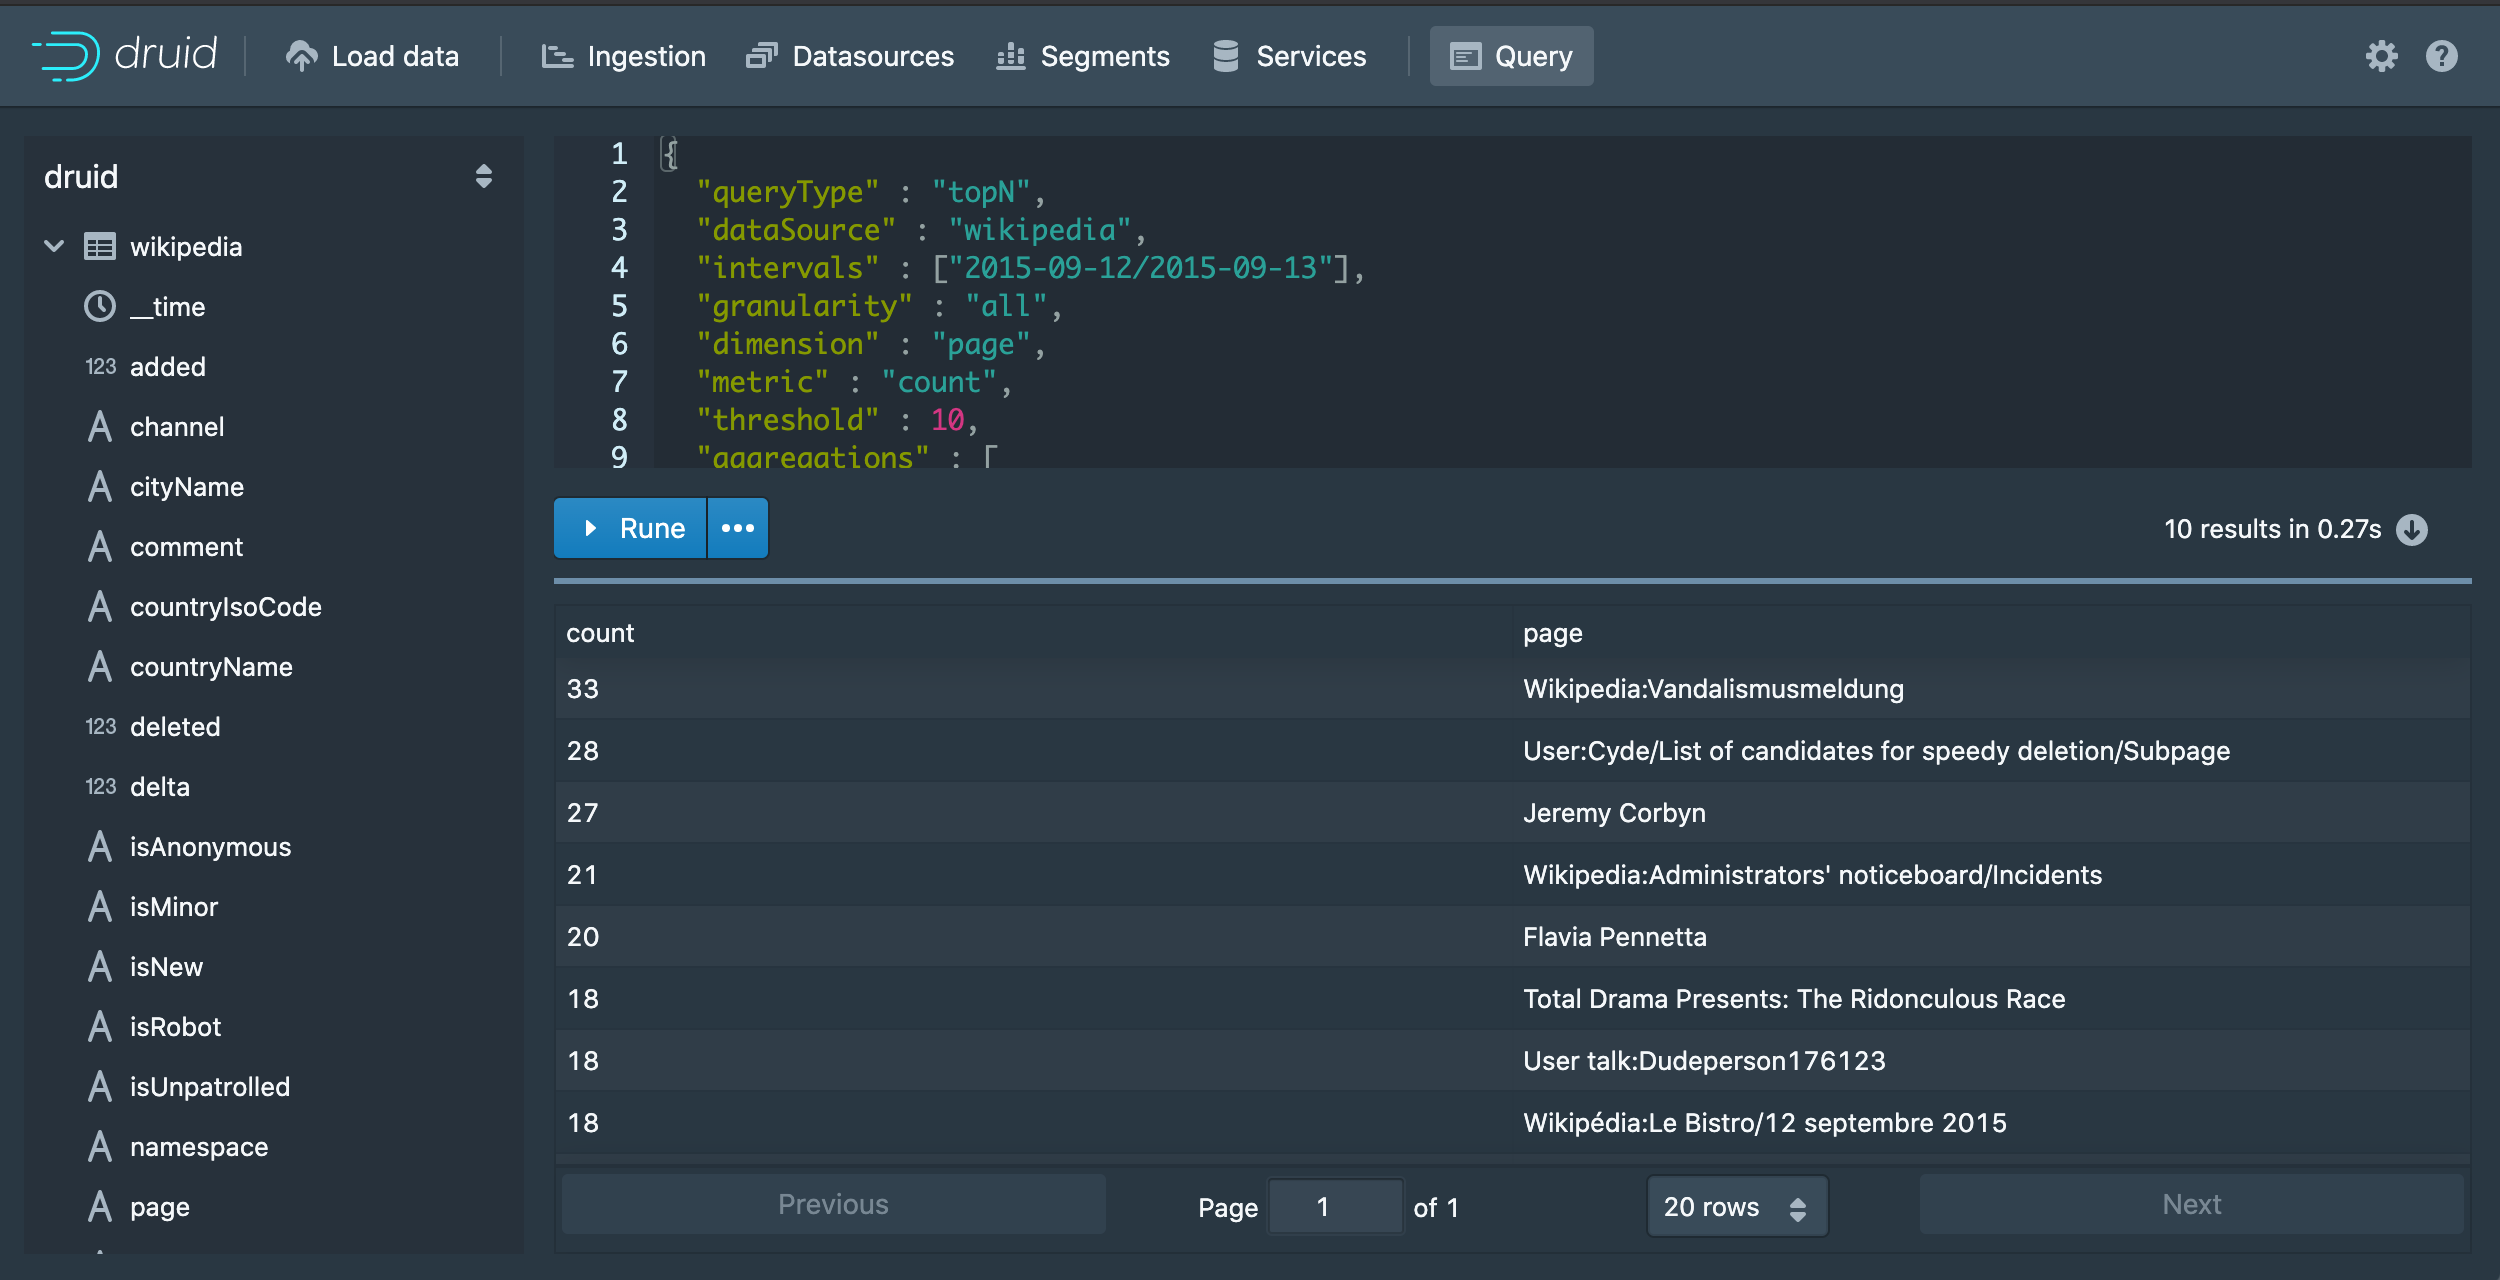 druid Load data Ingestion Datasources Segments Services Query
druid
wikipedia
__time
123 added
channel
cityName
comment
countryIsoCode
countryName
123 deleted
123 delta
isAnonymous
isMinor
isNew
isRobot
isUnpatrolled
namespace
page
1 {
2 "queryType" : "topN",
3 "dataSource" : "wikipedia",
4 "intervals" : ["2015-09-12/2015-09-13"],
5 "granularity" : "all",
6 "dimension" : "page",
7 "metric" : "count",
8 "threshold" : 10,
9 "aggregations" : [
Rune
10 results in 0.27s
count page
33 Wikipedia:Vandalismusmeldung
28 User:Cyde/List of candidates for speedy deletion/Subpage
27 Jeremy Corbyn
21 Wikipedia:Administrators' noticeboard/Incidents
20 Flavia Pennetta
18 Total Drama Presents: The Ridonculous Race
18 User talk:Dudeperson176123
18 Wikipédia:Le Bistro/12 septembre 2015
Previous Page 1 of 1 20 rows Next